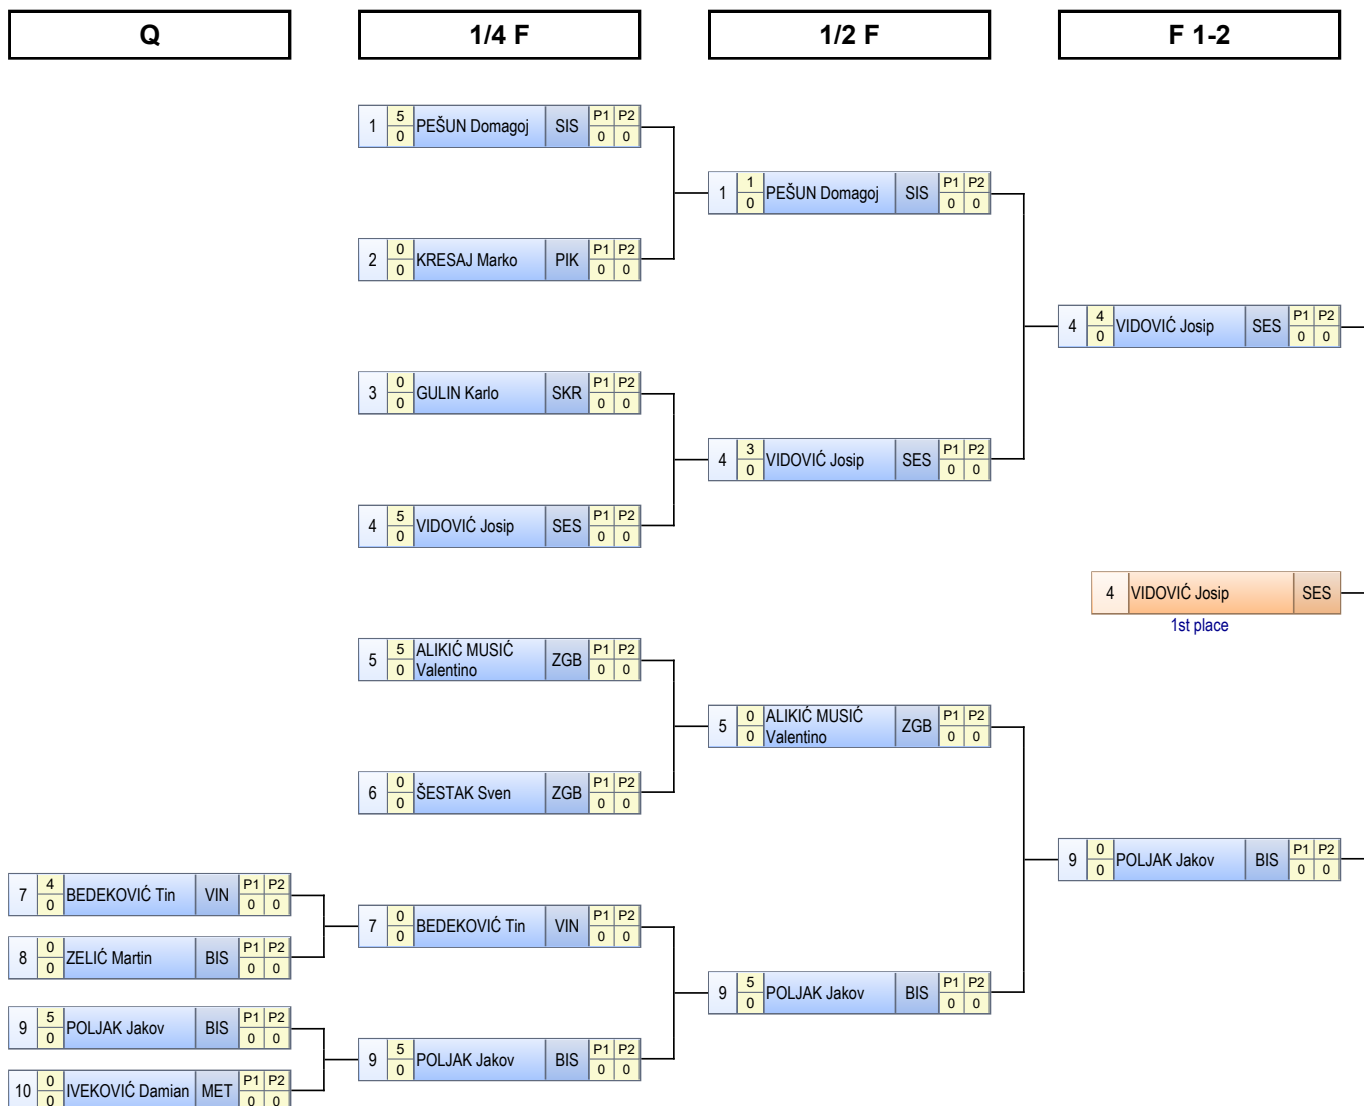 Q 1/4 F 1/2 F F 1-2
1 5 0 PEŠUN Domagoj SIS P1 P2 0 0
1 1 0 PEŠUN Domagoj SIS P1 P2 0 0
2 0 0 KRESAJ Marko PIK P1 P2 0 0
4 4 0 VIDOVIĆ Josip SES P1 P2 0 0
3 0 0 GULIN Karlo SKR P1 P2 0 0
4 3 0 VIDOVIĆ Josip SES P1 P2 0 0
4 5 0 VIDOVIĆ Josip SES P1 P2 0 0
4 VIDOVIĆ Josip SES
1st place
5 5 0 ALIKIĆ MUSIĆ
Valentino ZGB P1 P2 0 0
5 0 0 ALIKIĆ MUSIĆ
Valentino ZGB P1 P2 0 0
6 0 0 ŠESTAK Sven ZGB P1 P2 0 0
9 0 0 POLJAK Jakov BIS P1 P2 0 0
7 4 0 BEDEKOVIĆ Tin VIN P1 P2 0 0
7 0 0 BEDEKOVIĆ Tin VIN P1 P2 0 0
8 0 0 ZELIĆ Martin BIS P1 P2 0 0
9 5 0 POLJAK Jakov BIS P1 P2 0 0
9 5 0 POLJAK Jakov BIS P1 P2 0 0
9 5 0 POLJAK Jakov BIS P1 P2 0 0
10 0 0 IVEKOVIĆ Damian MET P1 P2 0 0